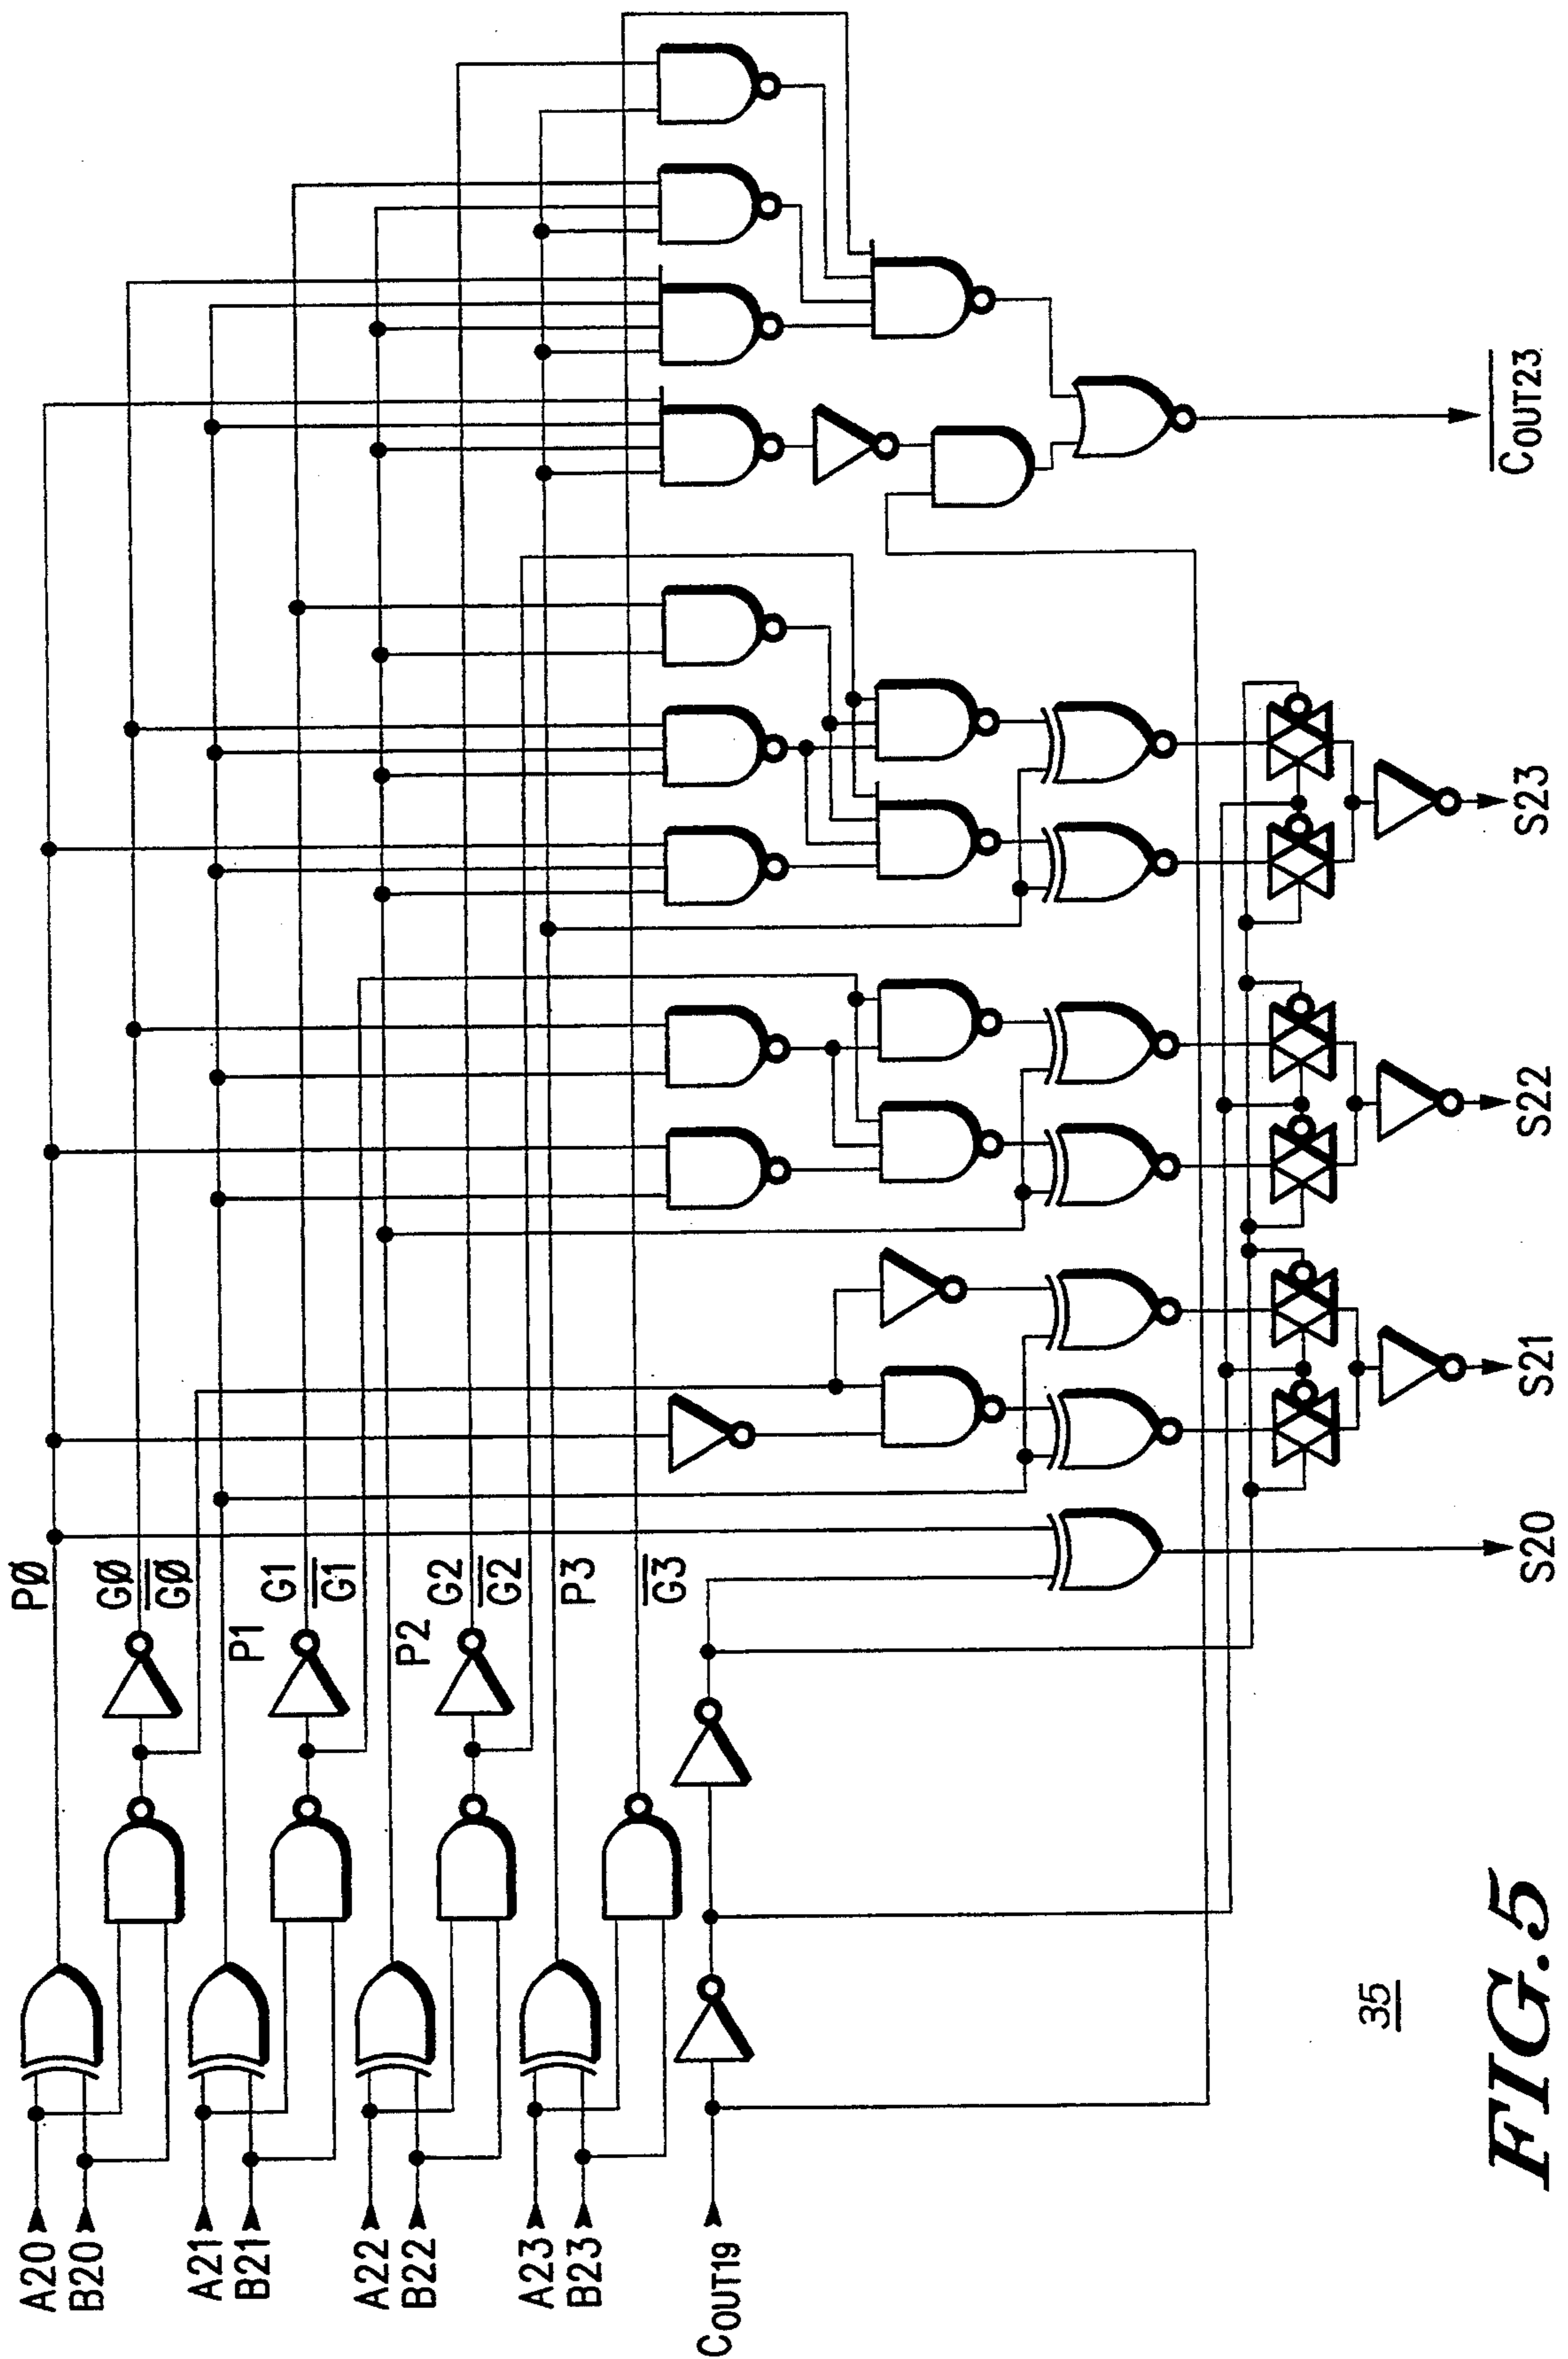 A20
B20
A21
B21
A22
B22
A23
B23
COUT19
PØ
GØ
GØ
P1
G1
G1
P2
G2
G2
P3
G3
S20
S21
S22
S23
COUT23
35
FIG.5